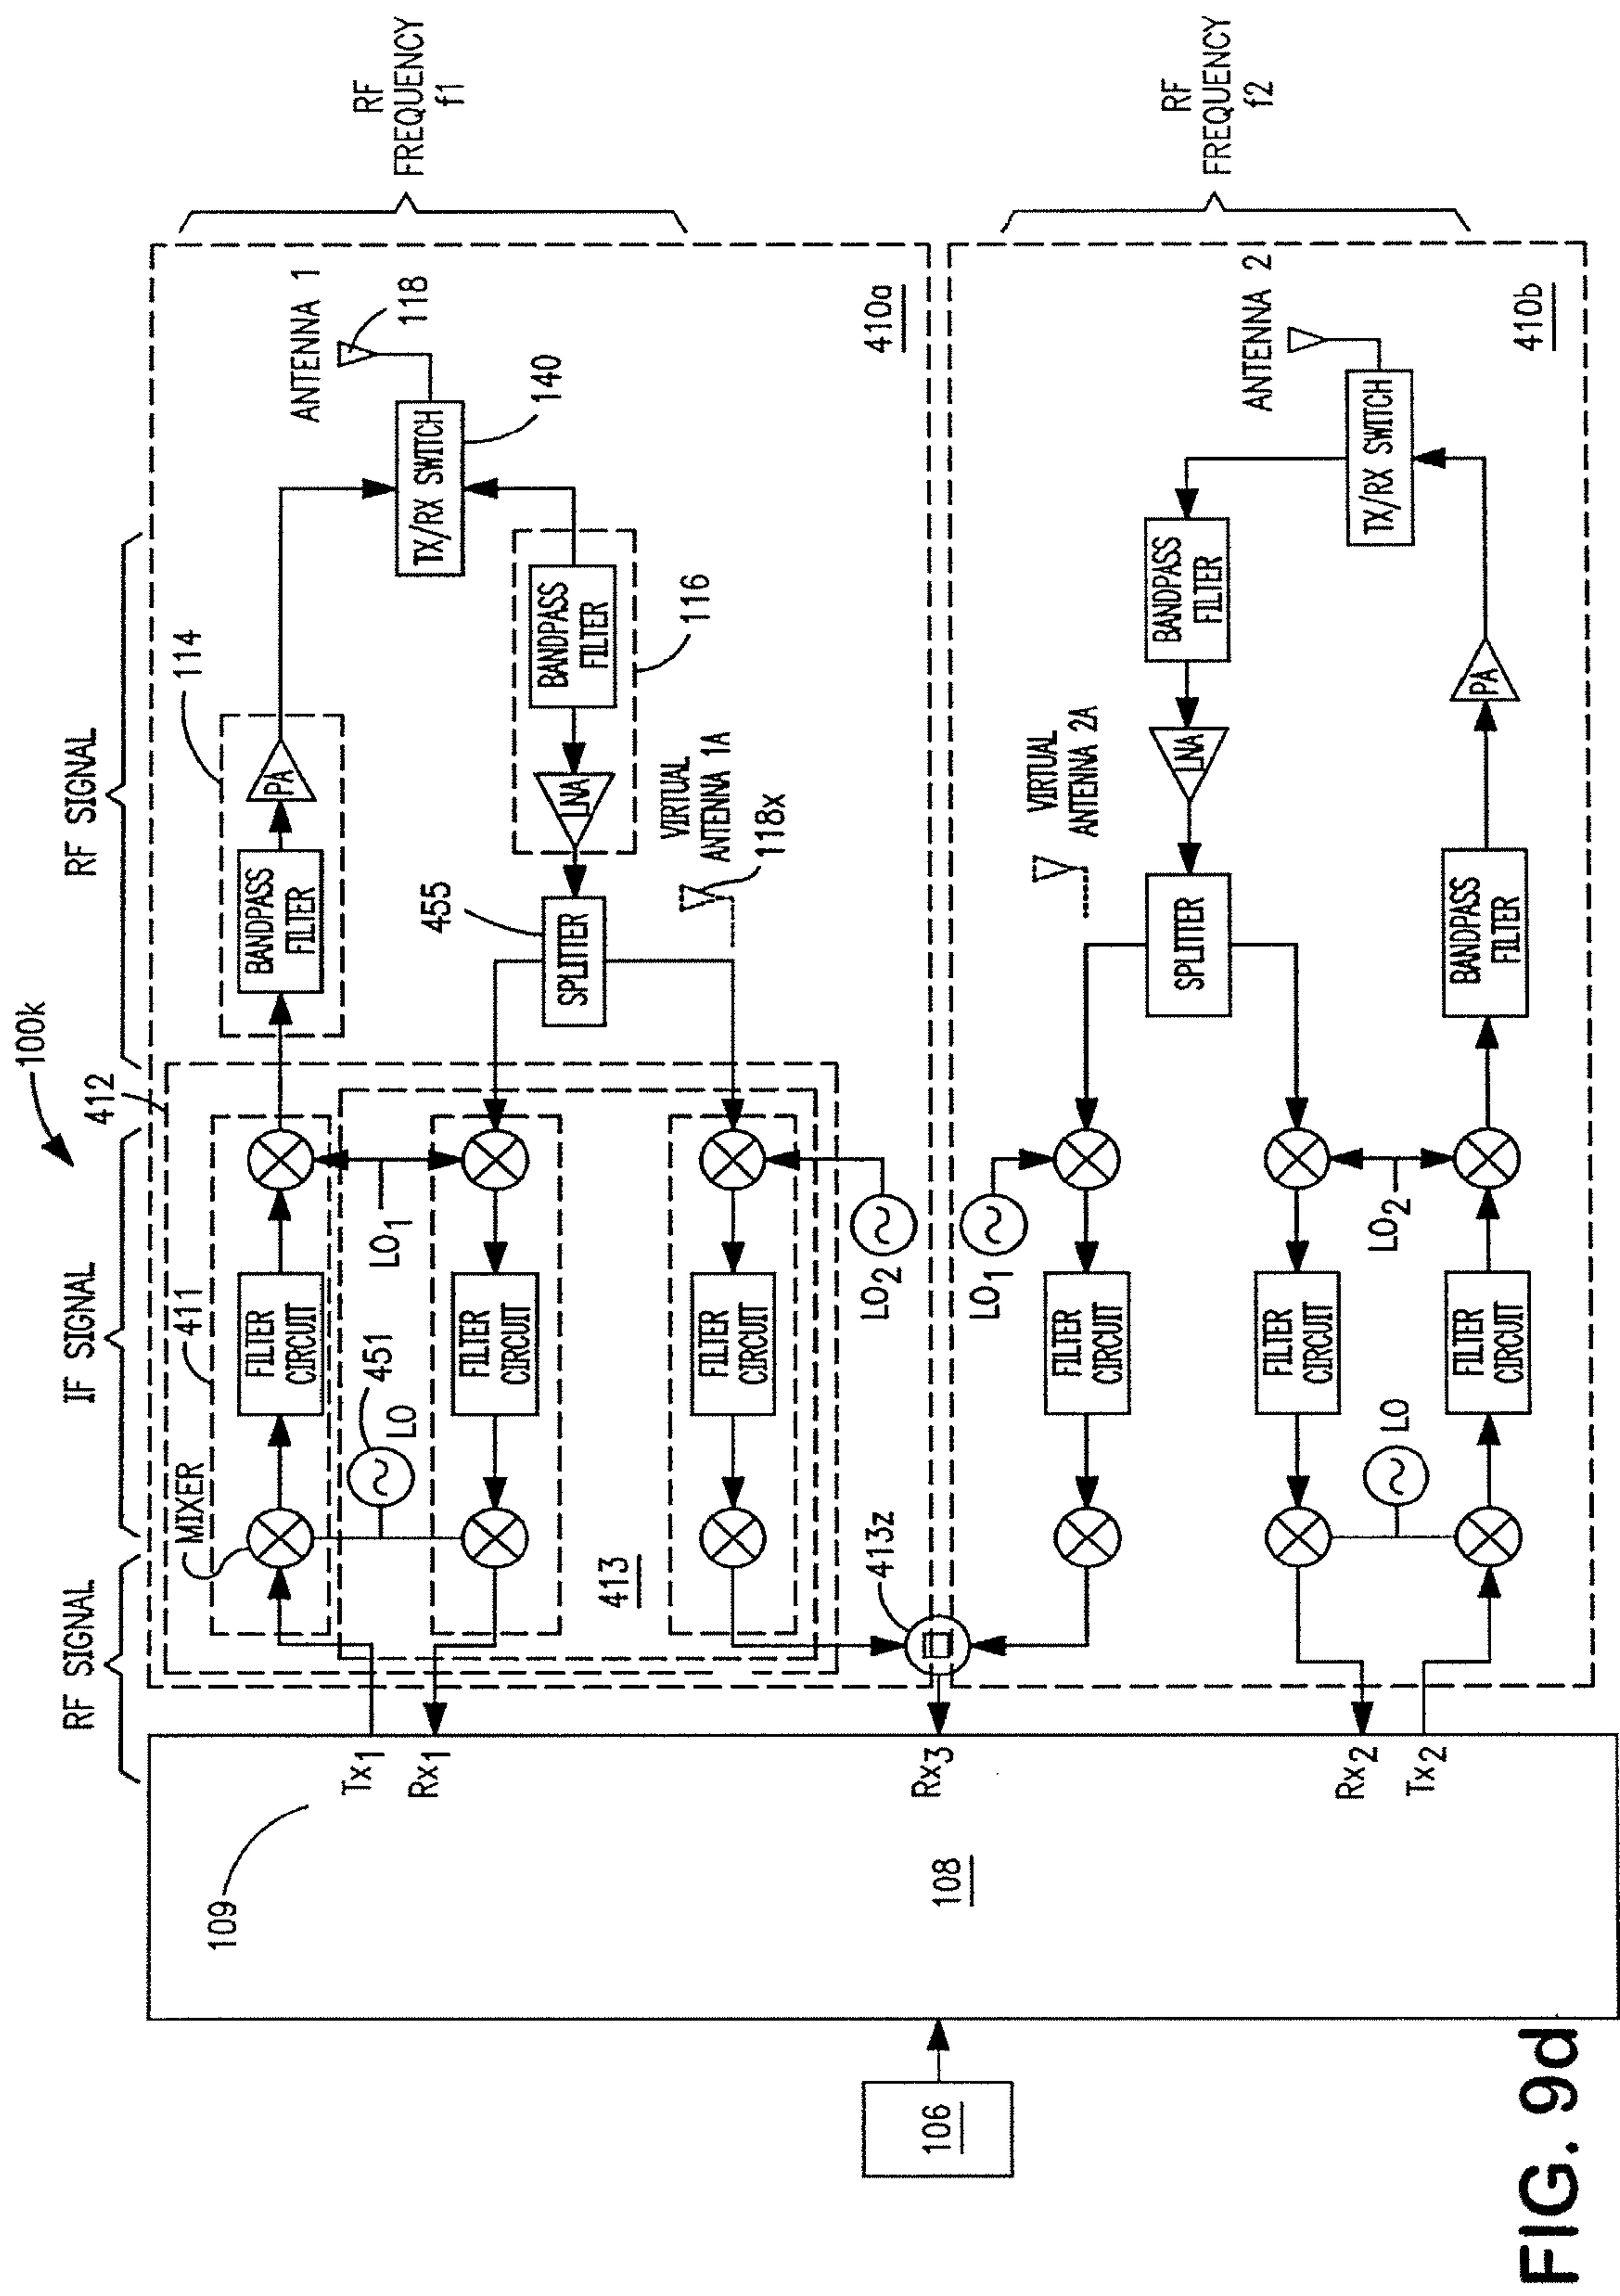 100k
RF SIGNAL
IF SIGNAL
RF SIGNAL
412
411
MIXER
FILTER
CIRCUIT
114
BANDPASS
FILTER
PA
ANTENNA 1
118
TX/RX SWITCH
140
RF
FREQUENCY
f1
Tx1
Rx1
LO1
451
LO
FILTER
CIRCUIT
455
SPLITTER
LNA
BANDPASS
FILTER
116
413
FILTER
CIRCUIT
VIRTUAL
ANTENNA 1A
118x
LO2
410a
109
108
106
Rx3
413z
LO1
FILTER
CIRCUIT
VIRTUAL
ANTENNA 2A
SPLITTER
LNA
BANDPASS
FILTER
ANTENNA 2
TX/RX SWITCH
RF
FREQUENCY
f2
FILTER
CIRCUIT
LO
LO2
Rx2
Tx2
FILTER
CIRCUIT
BANDPASS
FILTER
PA
410b
FIG. 9d